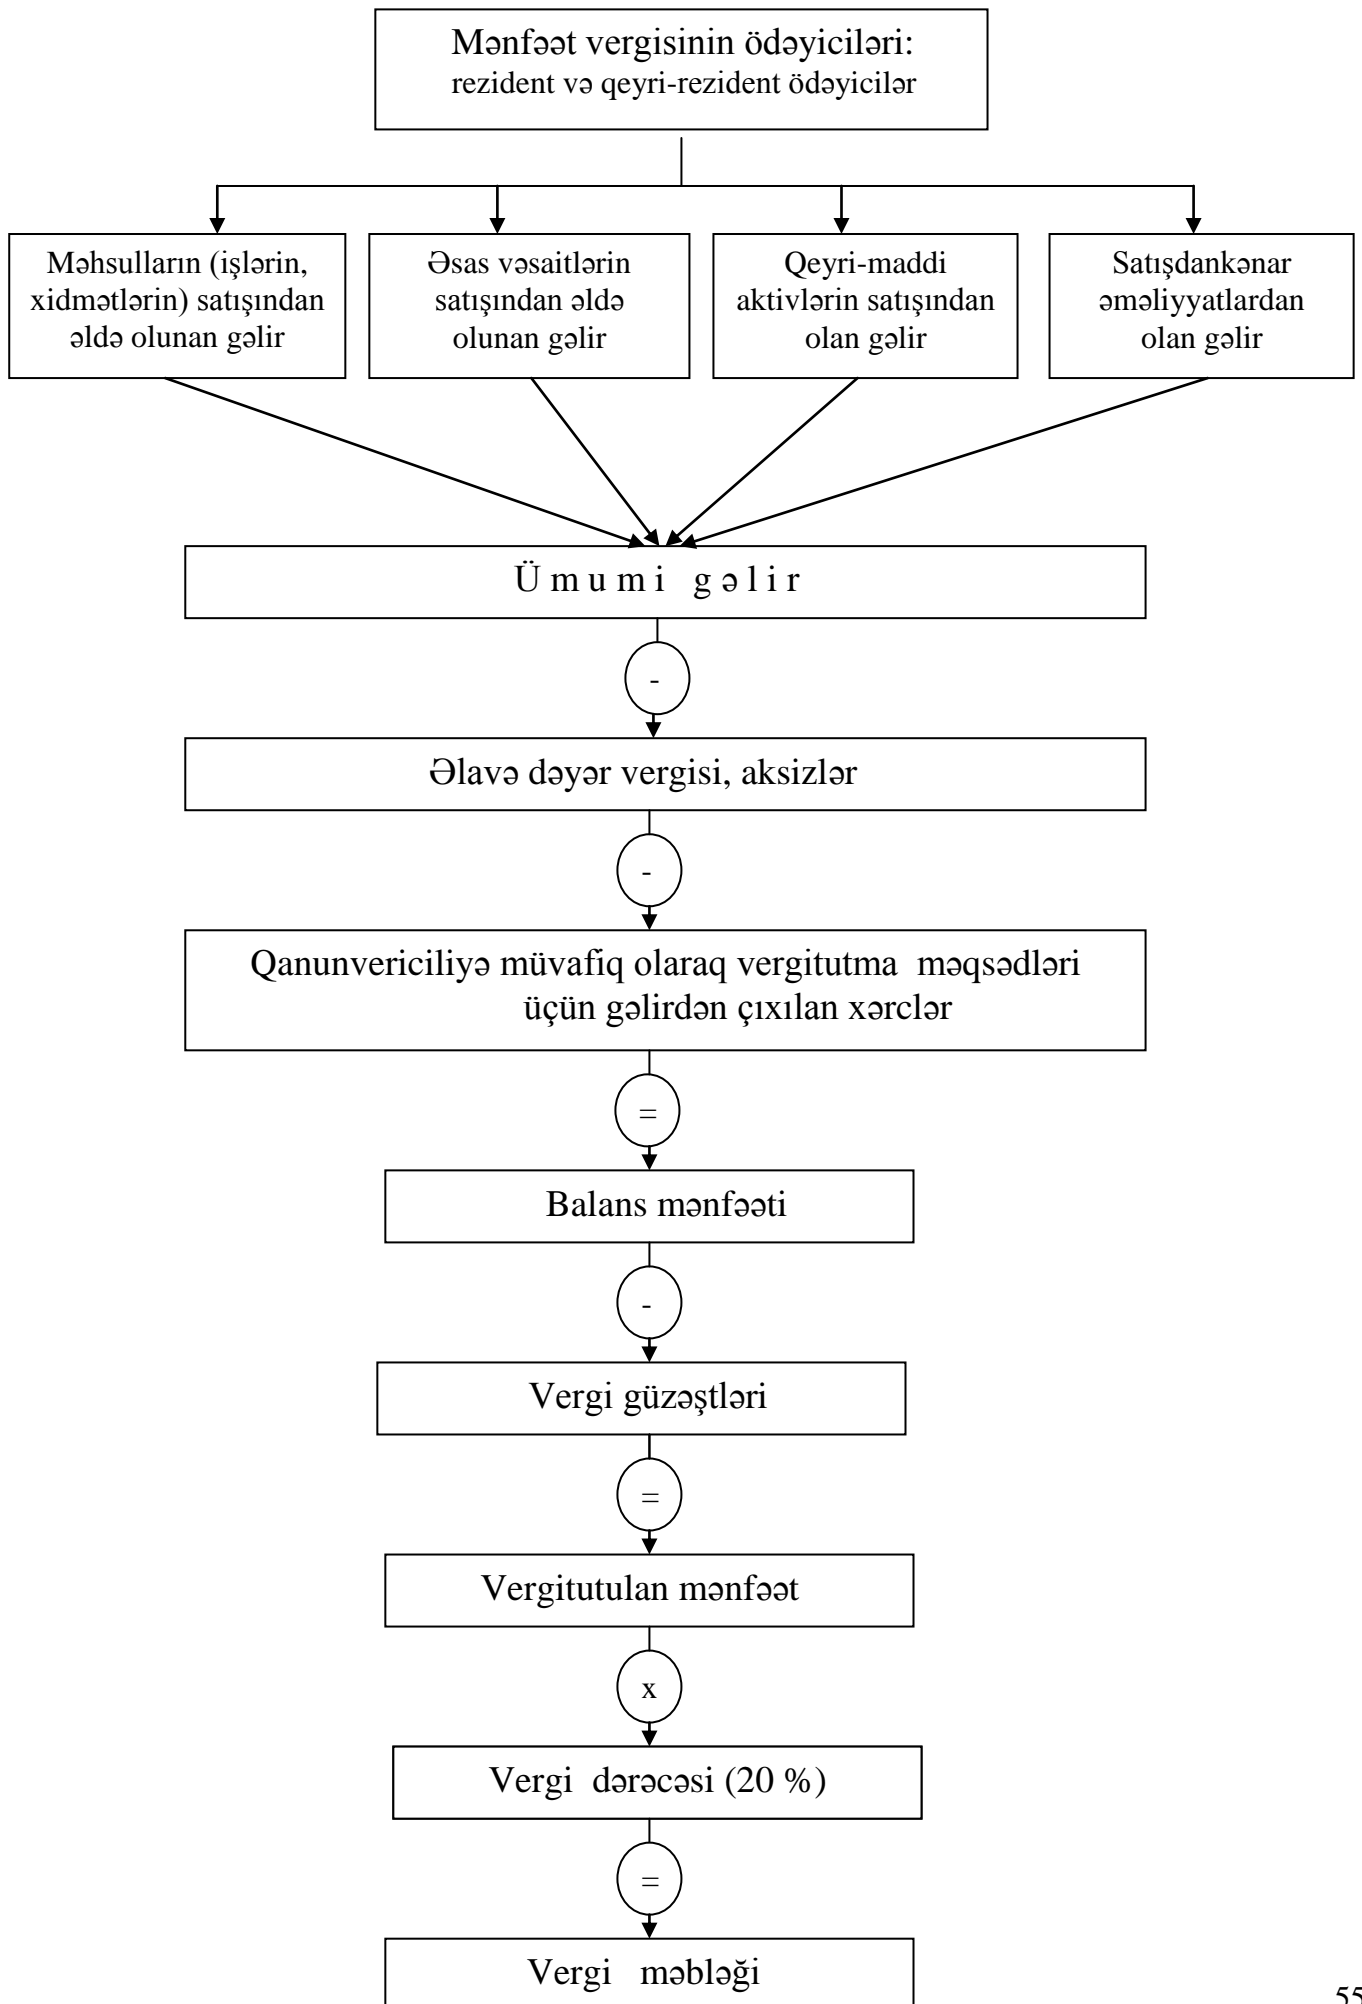 Mənfəət vergisinin ödəyiciləri:
rezident və qeyri-rezident ödəyicilər
Məhsulların (işlərin,
xidmətlərin) satışından
əldə olunan gəlir
Əsas vəsaitlərin
satışından əldə
olunan gəlir
Qeyri-maddi
aktivlərin satışından
olan gəlir
Satışdankənar
əməliyyatlardan
olan gəlir
Ü m u m i   g ə l i r
-
Əlavə dəyər vergisi, aksizlər
-
Qanunvericiliyə müvafiq olaraq vergitutma  məqsədləri
üçün gəlirdən çıxılan xərclər
=
Balans mənfəəti
-
Vergi güzəştləri
=
Vergitutulan mənfəət
x
Vergi  dərəcəsi (20 %)
=
Vergi   məbləği
55